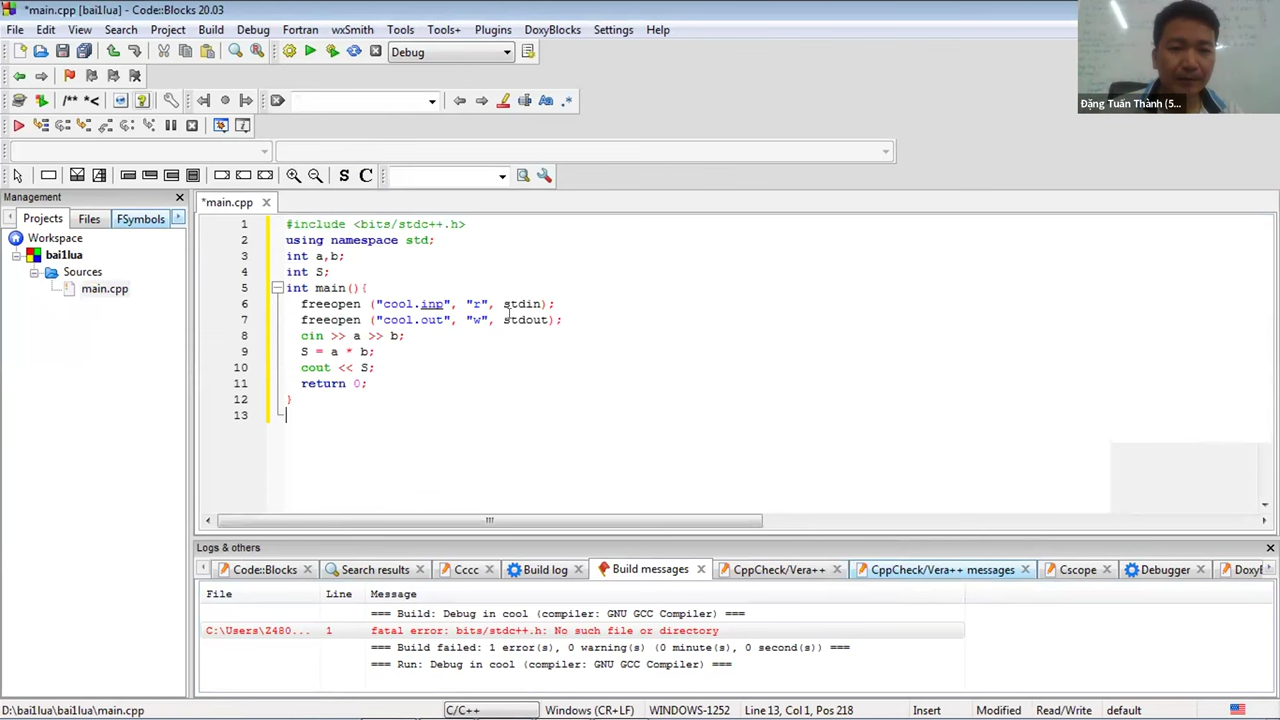 *main.cpp [bai1lua] - Code::Blocks 20.03
File Edit View Search Project Build Debug Fortran wxSmith Tools Tools+ Plugins DoxyBlocks Settings Help
Debug
/** *<
Aa .*
S C
Management
Projects Files FSymbols
Workspace
bai1lua
Sources
main.cpp
*main.cpp
1 #include <bits/stdc++.h>
2 using namespace std;
3 int a,b;
4 int S;
5 int main(){
6 freeopen ("cool.inp", "r", stdin);
7 freeopen ("cool.out", "w", stdout);
8 cin >> a >> b;
9 S = a * b;
10 cout << S;
11 return 0;
12 }
13
Đặng Tuấn Thành (5...
Logs & others
Code::Blocks Search results Cccc Build log Build messages CppCheck/Vera++ CppCheck/Vera++ messages Cscope Debugger DoxyB
File Line Message
=== Build: Debug in cool (compiler: GNU GCC Compiler) ===
C:\Users\Z480... 1 fatal error: bits/stdc++.h: No such file or directory
=== Build failed: 1 error(s), 0 warning(s) (0 minute(s), 0 second(s)) ===
=== Run: Debug in cool (compiler: GNU GCC Compiler) ===
D:\bai1lua\bai1lua\main.cpp C/C++ Windows (CR+LF) WINDOWS-1252 Line 13, Col 1, Pos 218 Insert Modified Read/Write default